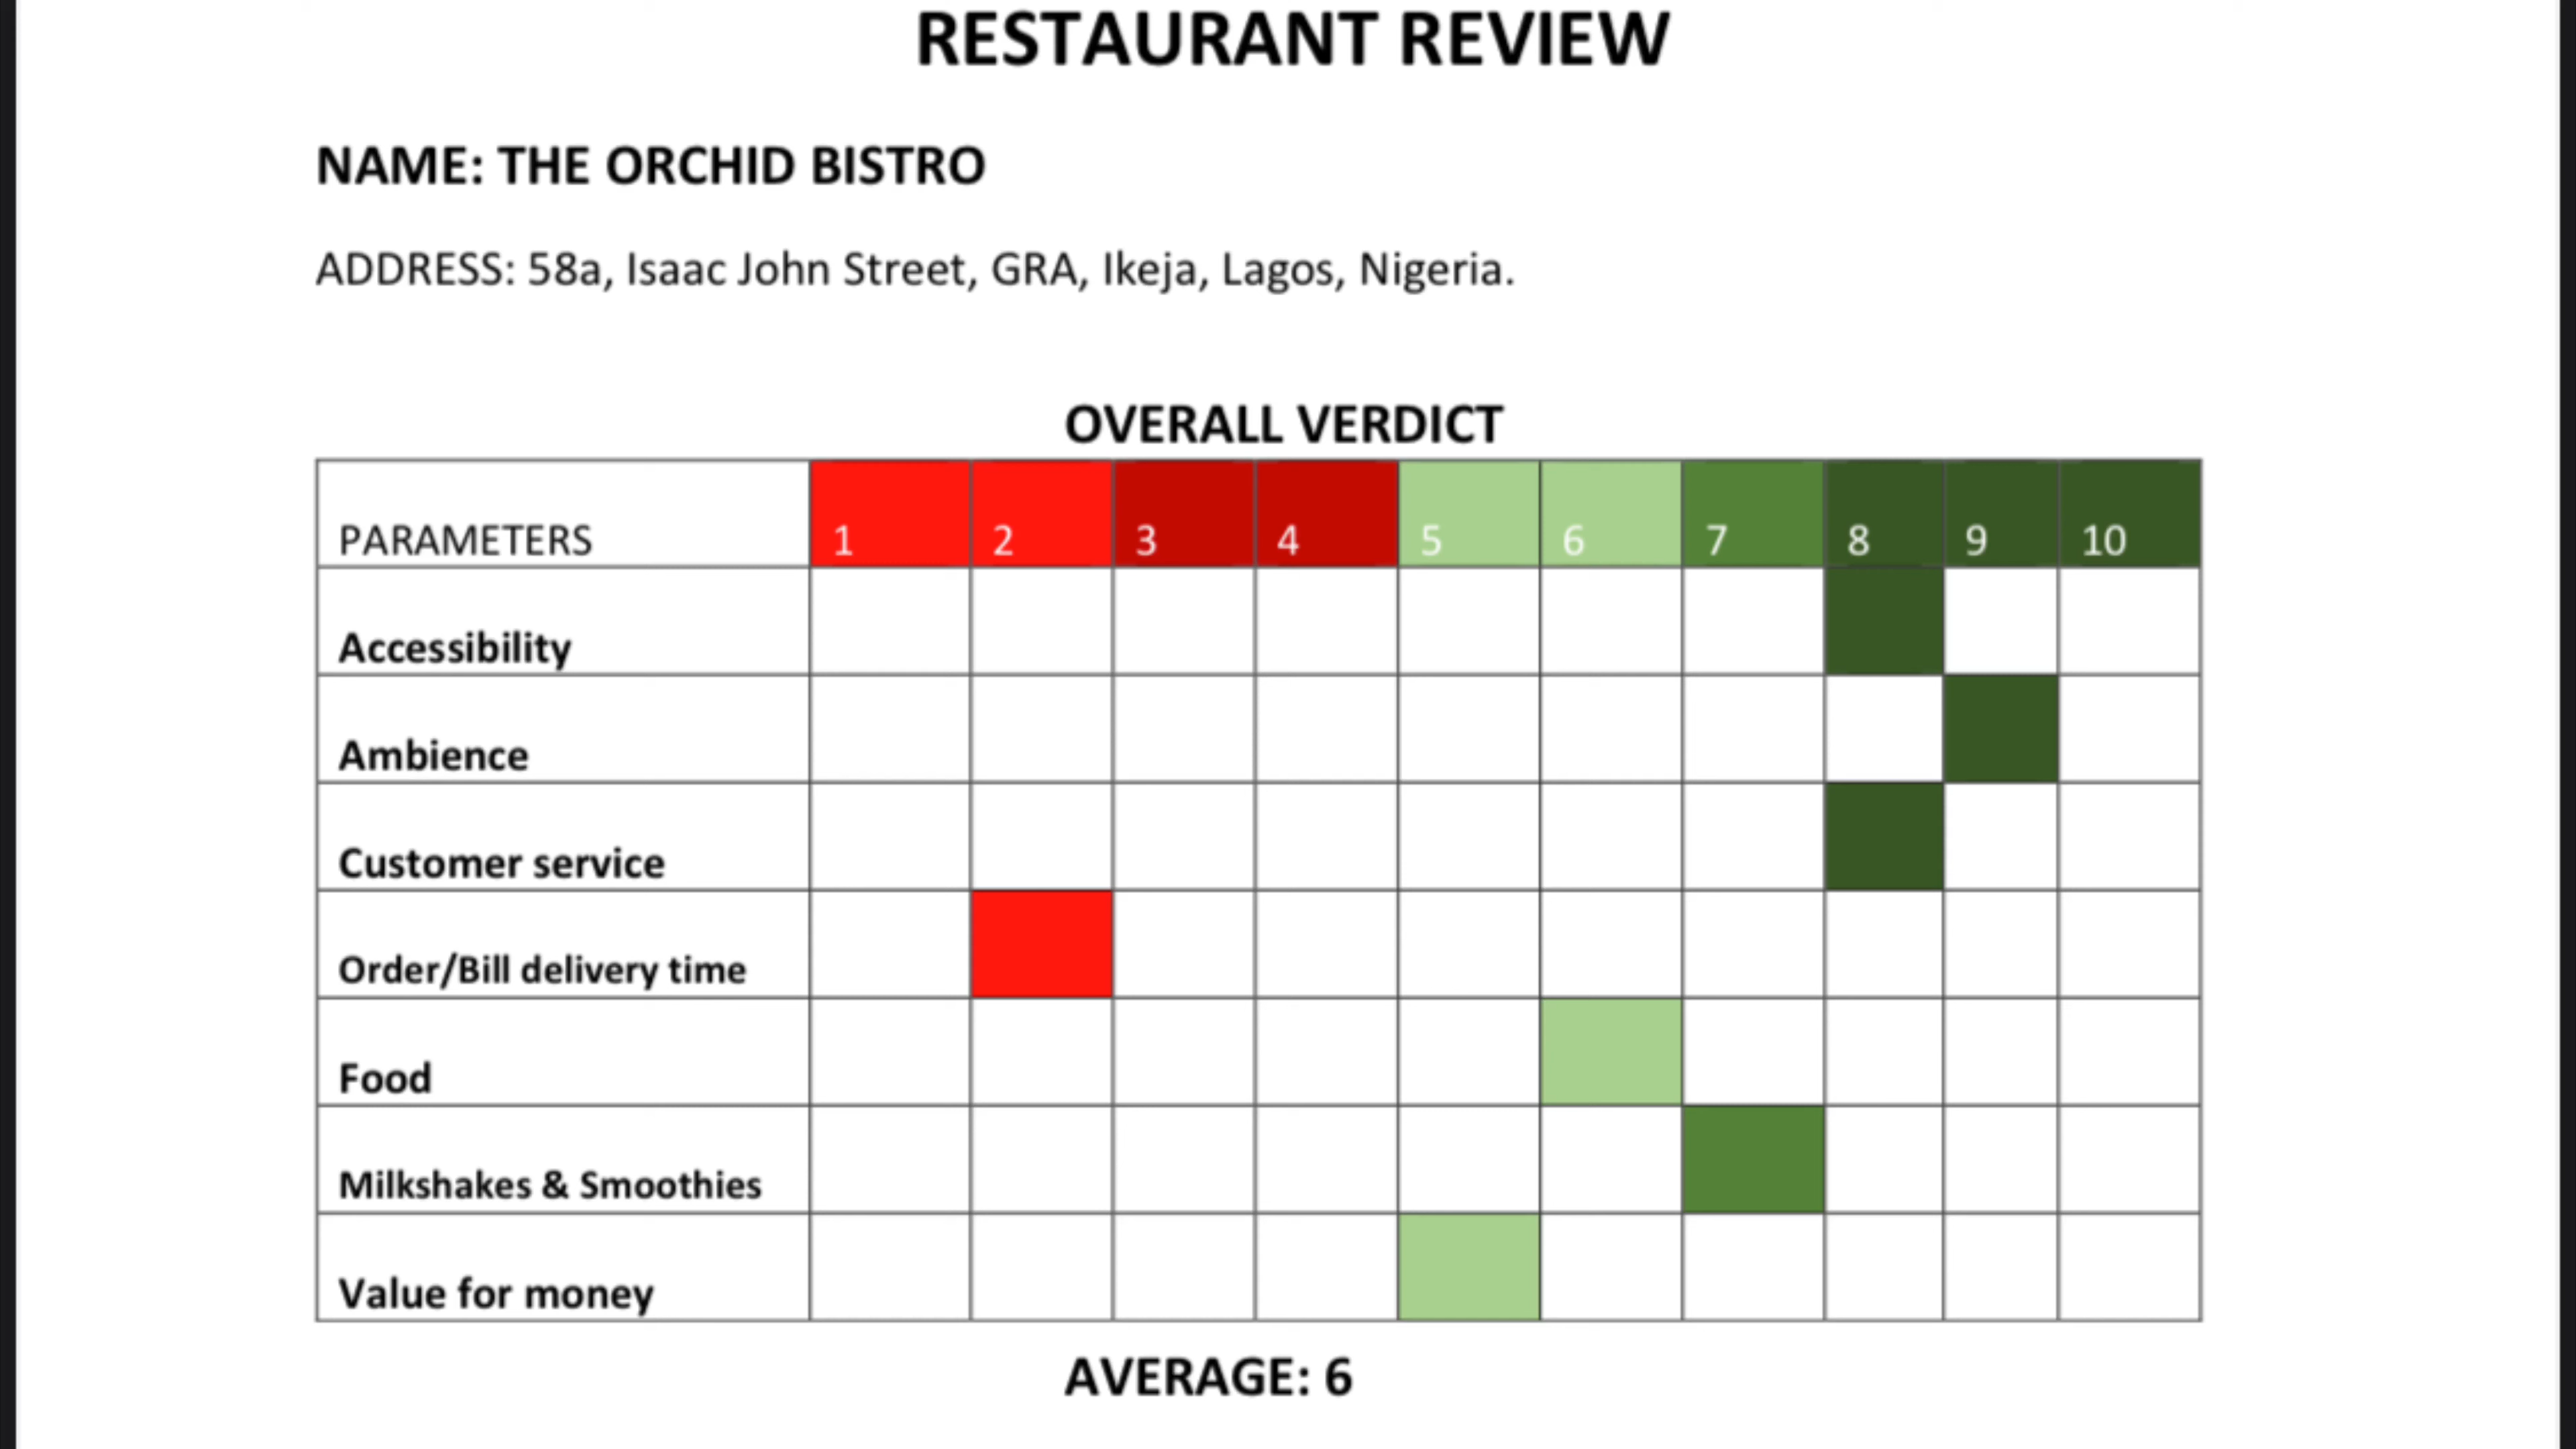 RESTAURANT REVIEW
NAME: THE ORCHID BISTRO
ADDRESS: 58a, Isaac John Street, GRA, Ikeja, Lagos, Nigeria.
OVERALL VERDICT
PARAMETERS 1 2 3 4 5 6 7 8 9 10
Accessibility
Ambience
Customer service
Order/Bill delivery time
Food
Milkshakes & Smoothies
Value for money
AVERAGE: 6